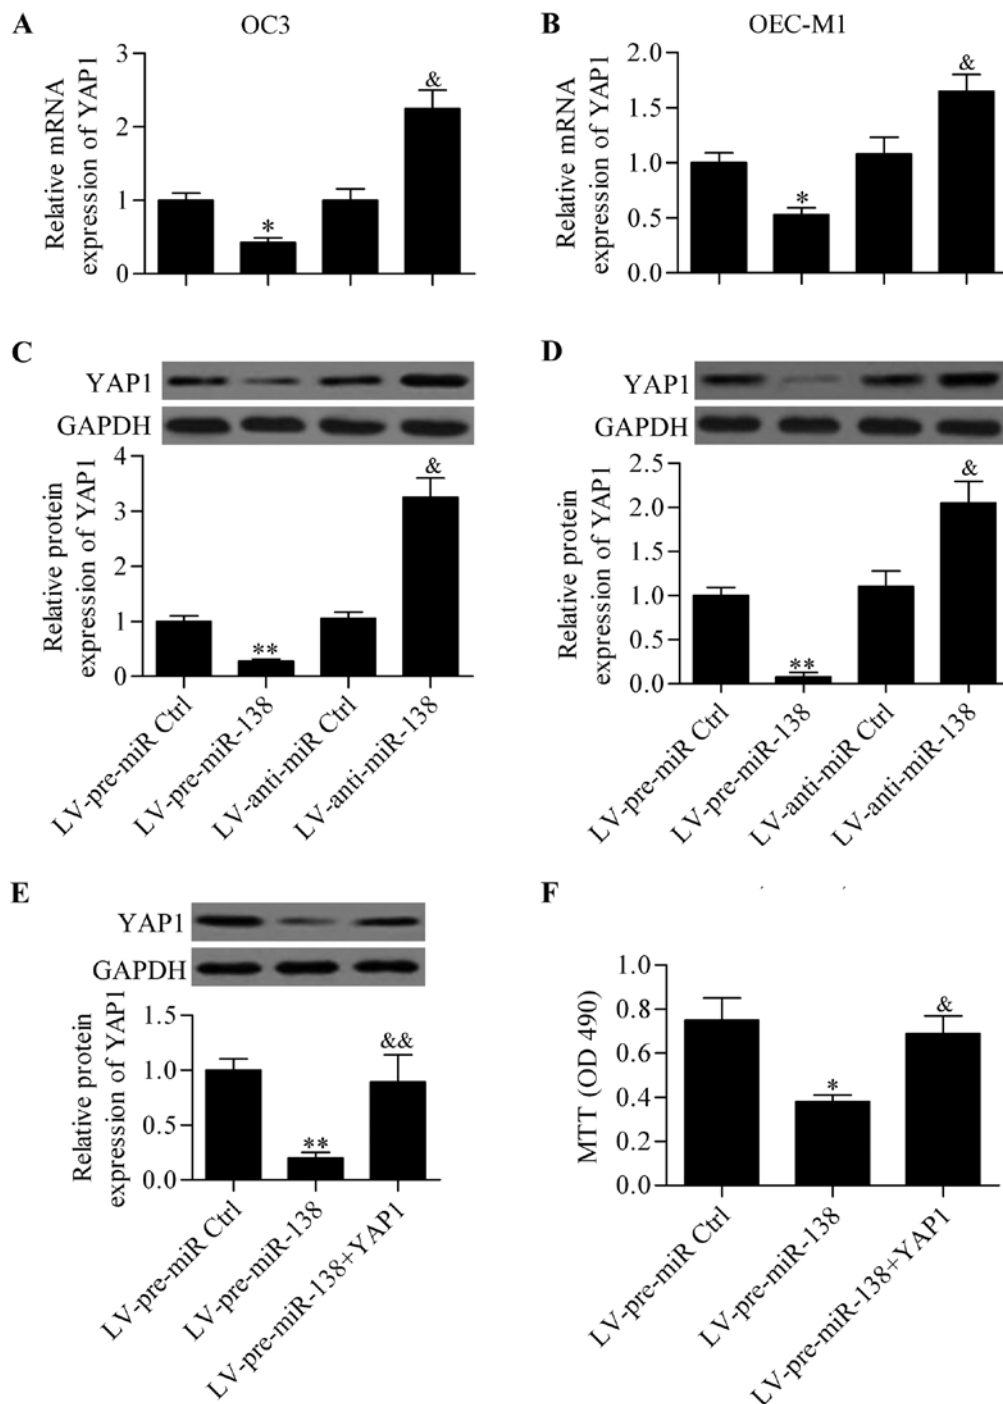 A
OC3
Relative mRNA
expression of YAP1
3
2
1
0
*
&
B
OEC-M1
Relative mRNA
expression of YAP1
2.0
1.5
1.0
0.5
0.0
*
&
C
YAP1
GAPDH
Relative protein
expression of YAP1
4
3
2
1
0
**
&
LV-pre-miR Ctrl
LV-pre-miR-138
LV-anti-miR Ctrl
LV-anti-miR-138
D
YAP1
GAPDH
Relative protein
expression of YAP1
2.5
2.0
1.5
1.0
0.5
0.0
**
&
LV-pre-miR Ctrl
LV-pre-miR-138
LV-anti-miR Ctrl
LV-anti-miR-138
E
YAP1
GAPDH
Relative protein
expression of YAP1
1.5
1.0
0.5
0.0
**
&&
LV-pre-miR Ctrl
LV-pre-miR-138
LV-pre-miR-138+YAP1
F
MTT (OD 490)
1.0
0.8
0.6
0.4
0.2
0.0
*
&
LV-pre-miR Ctrl
LV-pre-miR-138
LV-pre-miR-138+YAP1